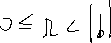 0 ≤ r < |b|